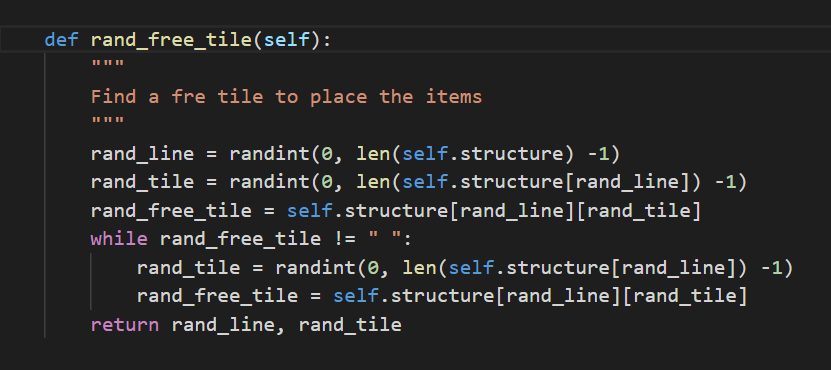 def rand_free_tile(self):
    """
    Find a fre tile to place the items
    """
    rand_line = randint(0, len(self.structure) -1)
    rand_tile = randint(0, len(self.structure[rand_line]) -1)
    rand_free_tile = self.structure[rand_line][rand_tile]
    while rand_free_tile != " ":
        rand_tile = randint(0, len(self.structure[rand_line]) -1)
        rand_free_tile = self.structure[rand_line][rand_tile]
    return rand_line, rand_tile